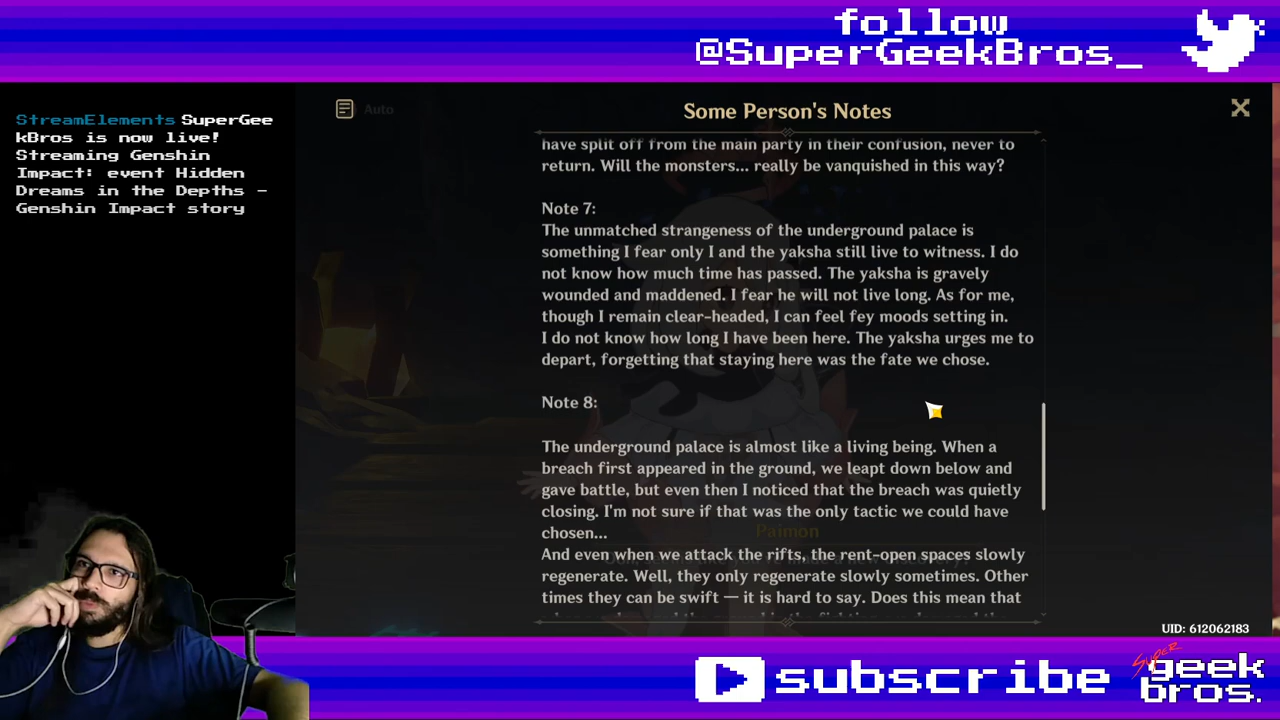 follow
@SuperGeekBros_
StreamElements SuperGee
kBros is now live!
Streaming Genshin
Impact: event Hidden
Dreams in the Depths -
Genshin Impact story
Auto
Some Person's Notes
have split off from the main party in their confusion, never to
return. Will the monsters... really be vanquished in this way?
Note 7:
The unmatched strangeness of the underground palace is
something I fear only I and the yaksha still live to witness. I do
not know how much time has passed. The yaksha is gravely
wounded and maddened. I fear he will not live long. As for me,
though I remain clear-headed, I can feel fey moods setting in.
I do not know how long I have been here. The yaksha urges me to
depart, forgetting that staying here was the fate we chose.
Note 8:
The underground palace is almost like a living being. When a
breach first appeared in the ground, we leapt down below and
gave battle, but even then I noticed that the breach was quietly
closing. I'm not sure if that was the only tactic we could have
chosen...
Paimon
And even when we attack the rifts, the rent-open spaces slowly
regenerate. Well, they only regenerate slowly sometimes. Other
times they can be swift — it is hard to say. Does this mean that
UID: 612062183
subscribe
SUPER
geek
bros.